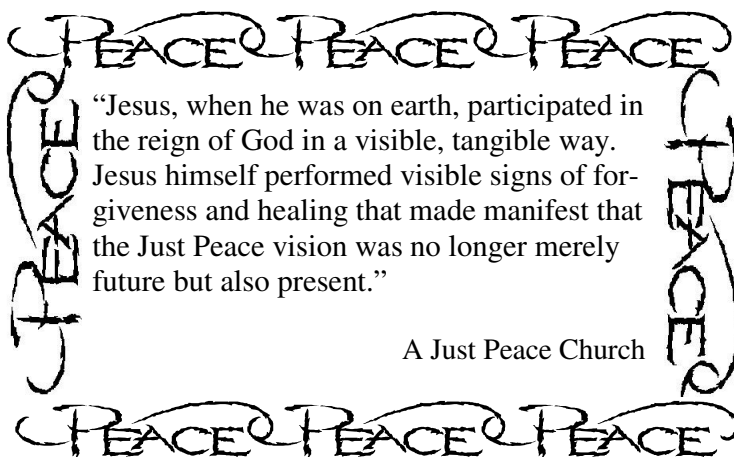 PEACE PEACE PEACE
PEACE
PEACE
“Jesus, when he was on earth, participated in
the reign of God in a visible, tangible way.
Jesus himself performed visible signs of for-
giveness and healing that made manifest that
the Just Peace vision was no longer merely
future but also present.”
A Just Peace Church
PEACE PEACE PEACE